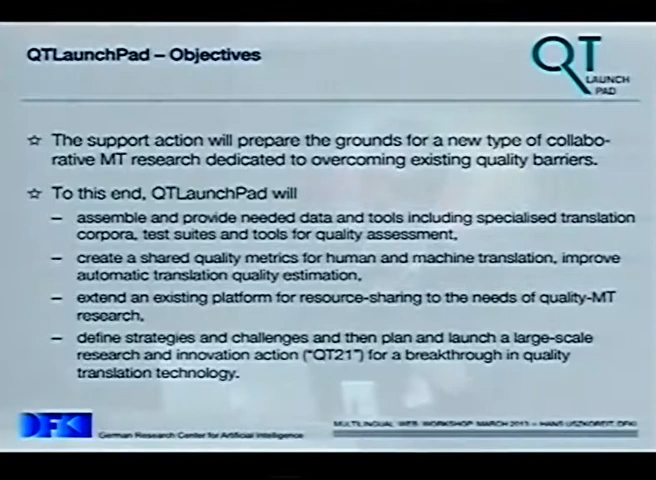 QTLaunchPad – Objectives
QT
LAUNCH
PAD
☆ The support action will prepare the grounds for a new type of collabo-
rative MT research dedicated to overcoming existing quality barriers.
☆ To this end, QTLaunchPad will
– assemble and provide needed data and tools including specialised translation
corpora, test suites and tools for quality assessment,
– create a shared quality metrics for human and machine translation, improve
automatic translation quality estimation,
– extend an existing platform for resource-sharing to the needs of quality-MT
research,
– define strategies and challenges and then plan and launch a large-scale
research and innovation action ("QT21") for a breakthrough in quality
translation technology.
DFKI
German Research Center for Artificial Intelligence
MULTILINGUAL WEB WORKSHOP MARCH 2013 – HANS USZKOREIT, DFKI